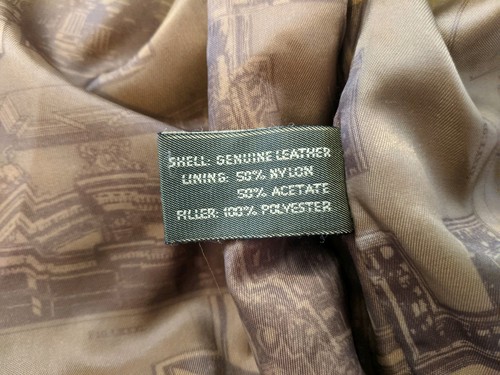 SHELL: GENUINE LEATHER
LINING: 50% NYLON
50% ACETATE
FILLER: 100% POLYESTER